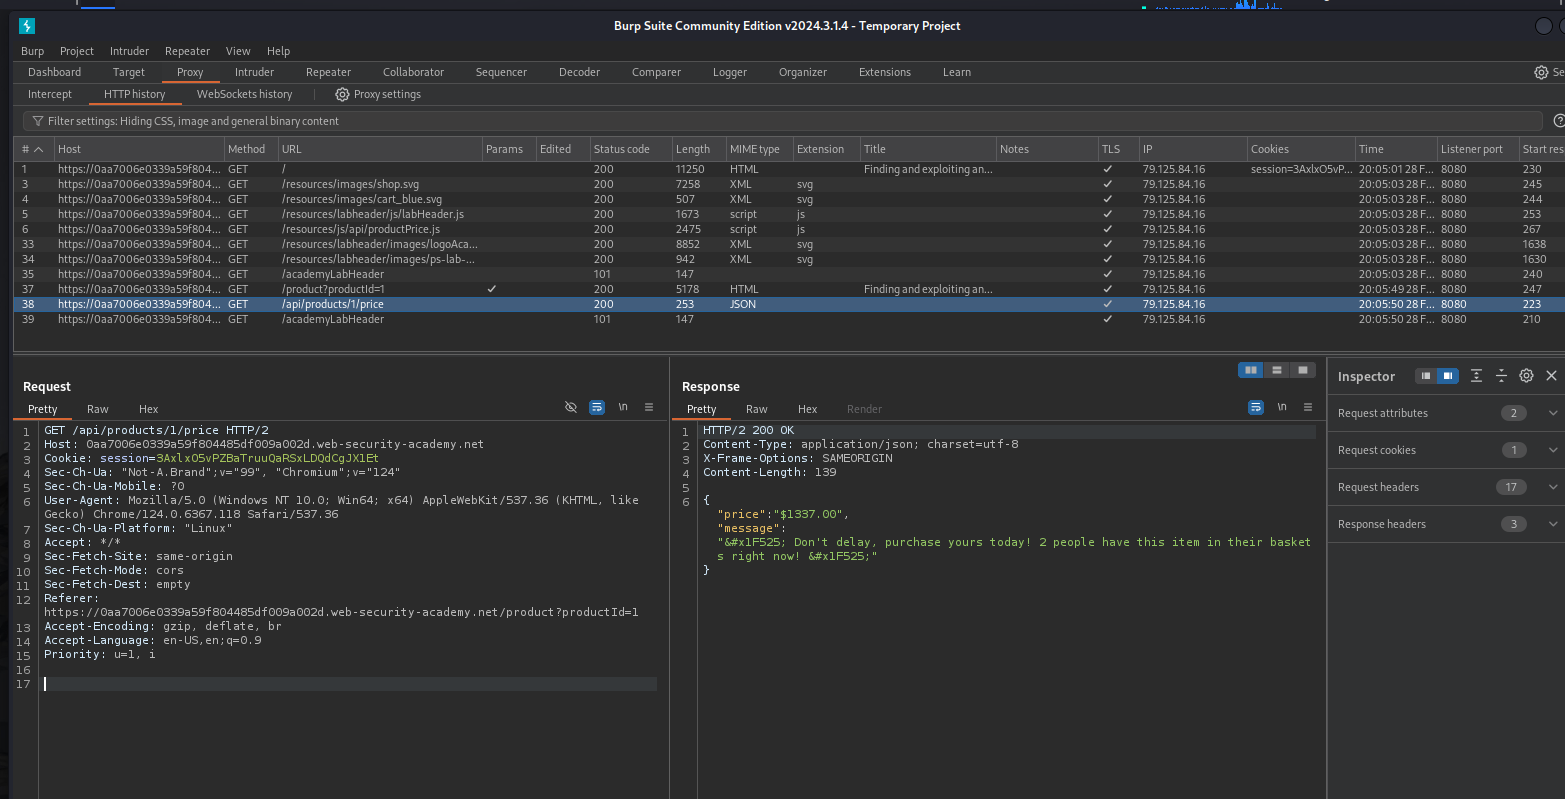 Burp Suite Community Edition v2024.3.1.4 - Temporary Project
Burp Project Intruder Repeater View Help
Dashboard Target Proxy Intruder Repeater Collaborator Sequencer Decoder Comparer Logger Organizer Extensions Learn Se
Intercept HTTP history WebSockets history Proxy settings
Filter settings: Hiding CSS, image and general binary content
# Host Method URL Params Edited Status code Length MIME type Extension Title Notes TLS IP Cookies Time Listener port Start res
1 https://0aa7006e0339a59f804... GET / 200 11250 HTML Finding and exploiting an... ✓ 79.125.84.16 session=3AxlxO5vP... 20:05:01 28 F... 8080 230
3 https://0aa7006e0339a59f804... GET /resources/images/shop.svg 200 7258 XML svg ✓ 79.125.84.16 20:05:03 28 F... 8080 245
4 https://0aa7006e0339a59f804... GET /resources/images/cart_blue.svg 200 507 XML svg ✓ 79.125.84.16 20:05:03 28 F... 8080 244
5 https://0aa7006e0339a59f804... GET /resources/labheader/js/labHeader.js 200 1673 script js ✓ 79.125.84.16 20:05:03 28 F... 8080 253
6 https://0aa7006e0339a59f804... GET /resources/js/api/productPrice.js 200 2475 script js ✓ 79.125.84.16 20:05:03 28 F... 8080 267
33 https://0aa7006e0339a59f804... GET /resources/labheader/images/logoAca... 200 8852 XML svg ✓ 79.125.84.16 20:05:03 28 F... 8080 1638
34 https://0aa7006e0339a59f804... GET /resources/labheader/images/ps-lab-... 200 942 XML svg ✓ 79.125.84.16 20:05:03 28 F... 8080 1630
35 https://0aa7006e0339a59f804... GET /academyLabHeader 101 147 ✓ 79.125.84.16 20:05:03 28 F... 8080 240
37 https://0aa7006e0339a59f804... GET /product?productId=1 ✓ 200 5178 HTML Finding and exploiting an... ✓ 79.125.84.16 20:05:49 28 F... 8080 247
38 https://0aa7006e0339a59f804... GET /api/products/1/price 200 253 JSON ✓ 79.125.84.16 20:05:50 28 F... 8080 223
39 https://0aa7006e0339a59f804... GET /academyLabHeader 101 147 ✓ 79.125.84.16 20:05:50 28 F... 8080 210
Request
Pretty Raw Hex \n
1 GET /api/products/1/price HTTP/2
2 Host: 0aa7006e0339a59f804485df009a002d.web-security-academy.net
3 Cookie: session=3AxlxO5vPZBaTruuQaRSxLDQdCgJX1Et
4 Sec-Ch-Ua: "Not-A.Brand";v="99", "Chromium";v="124"
5 Sec-Ch-Ua-Mobile: ?0
6 User-Agent: Mozilla/5.0 (Windows NT 10.0; Win64; x64) AppleWebKit/537.36 (KHTML, like
Gecko) Chrome/124.0.6367.118 Safari/537.36
7 Sec-Ch-Ua-Platform: "Linux"
8 Accept: */*
9 Sec-Fetch-Site: same-origin
10 Sec-Fetch-Mode: cors
11 Sec-Fetch-Dest: empty
12 Referer:
https://0aa7006e0339a59f804485df009a002d.web-security-academy.net/product?productId=1
13 Accept-Encoding: gzip, deflate, br
14 Accept-Language: en-US,en;q=0.9
15 Priority: u=1, i
16
17
Response
Pretty Raw Hex Render \n
1 HTTP/2 200 OK
2 Content-Type: application/json; charset=utf-8
3 X-Frame-Options: SAMEORIGIN
4 Content-Length: 139
5
6 {
"price":"$1337.00",
"message":
"&#x1F525; Don't delay, purchase yours today! 2 people have this item in their basket
s right now! &#x1F525;"
}
Inspector
Request attributes 2
Request cookies 1
Request headers 17
Response headers 3